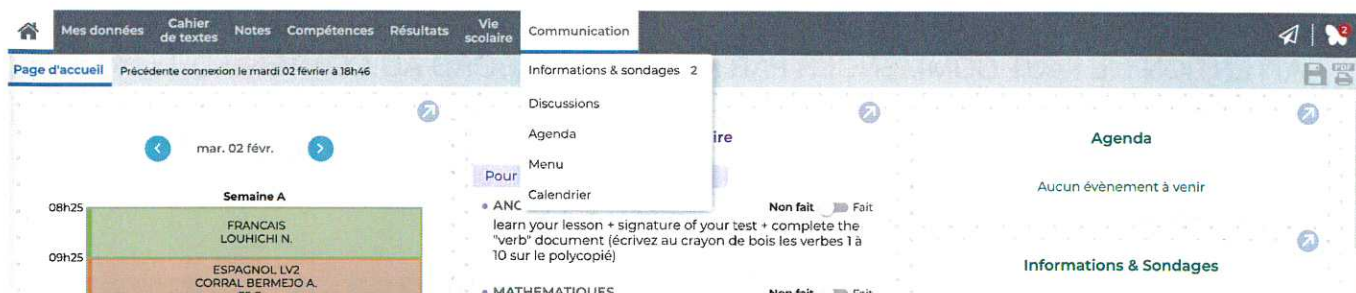 Mes données
Cahier
de textes
Notes
Compétences
Résultats
Vie
scolaire
Communication
2
Page d'accueil
Précédente connexion le mardi 02 février à 18h46
Informations & sondages 2
Discussions
Agenda
Menu
Calendrier
PDF
mar. 02 févr.
Semaine A
08h25
FRANCAIS
LOUHICHI N.
09h25
ESPAGNOL LV2
CORRAL BERMEJO A.
ire
Pour
ANG
Non fait
Fait
learn your lesson + signature of your test + complete the
"verb" document (écrivez au crayon de bois les verbes 1 à
10 sur le polycopié)
MATHEMATIQUES
Non fait
Fait
Agenda
Aucun évènement à venir
Informations & Sondages